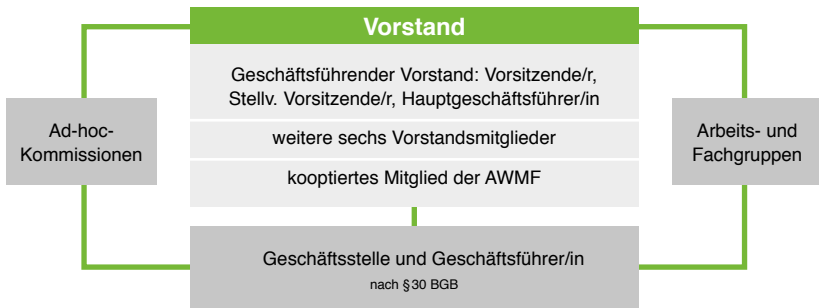 Vorstand
Geschäftsführender Vorstand: Vorsitzende/r,
Stellv. Vorsitzende/r, Hauptgeschäftsführer/in
weitere sechs Vorstandsmitglieder
kooptiertes Mitglied der AWMF
Ad-hoc-
Kommissionen
Arbeits- und
Fachgruppen
Geschäftsstelle und Geschäftsführer/in
nach § 30 BGB